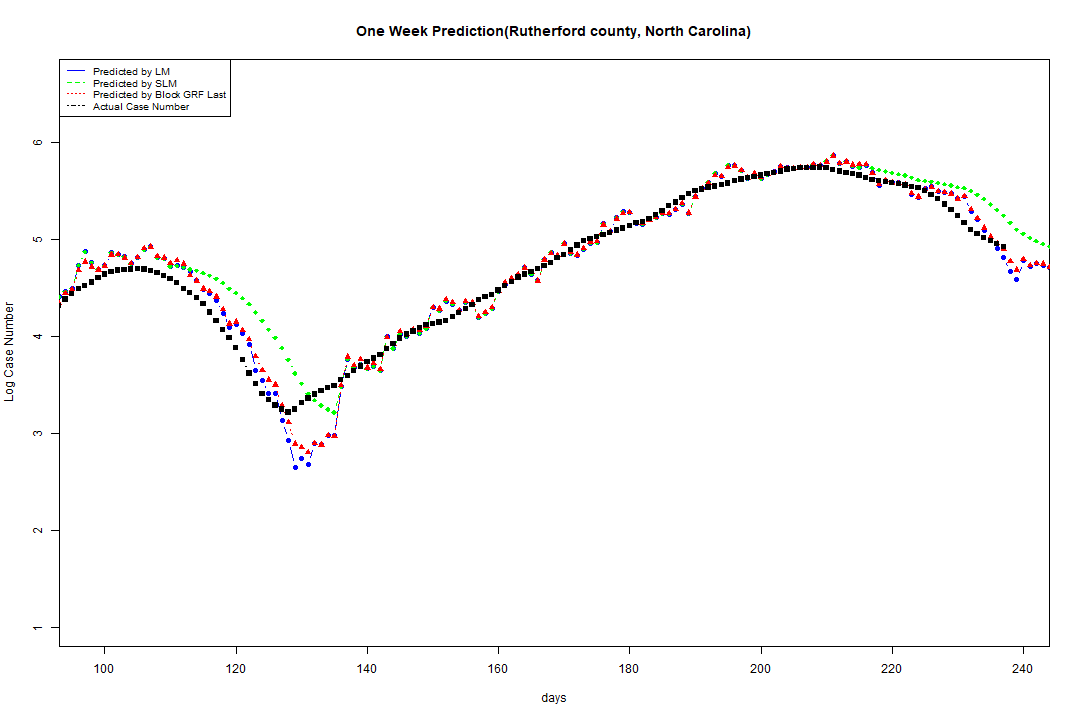 One Week Prediction(Rutherford county, North Carolina)
Predicted by LM
Predicted by SLM
Predicted by Block GRF Last
Actual Case Number
6
5
4
3
2
1
Log Case Number
100 120 140 160 180 200 220 240
days